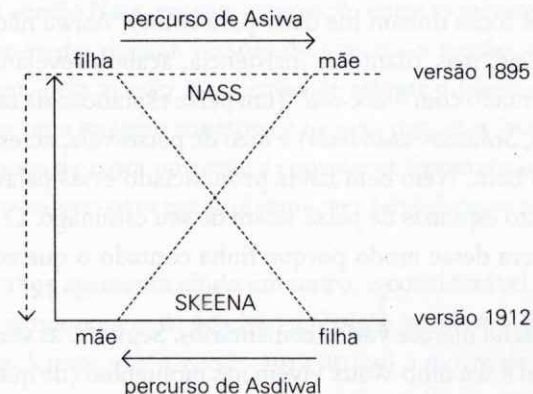 percurso de Asiwa
filha mãe versão 1895
NASS
SKEENA
versão 1912
mãe filha
percurso de Asdiwal